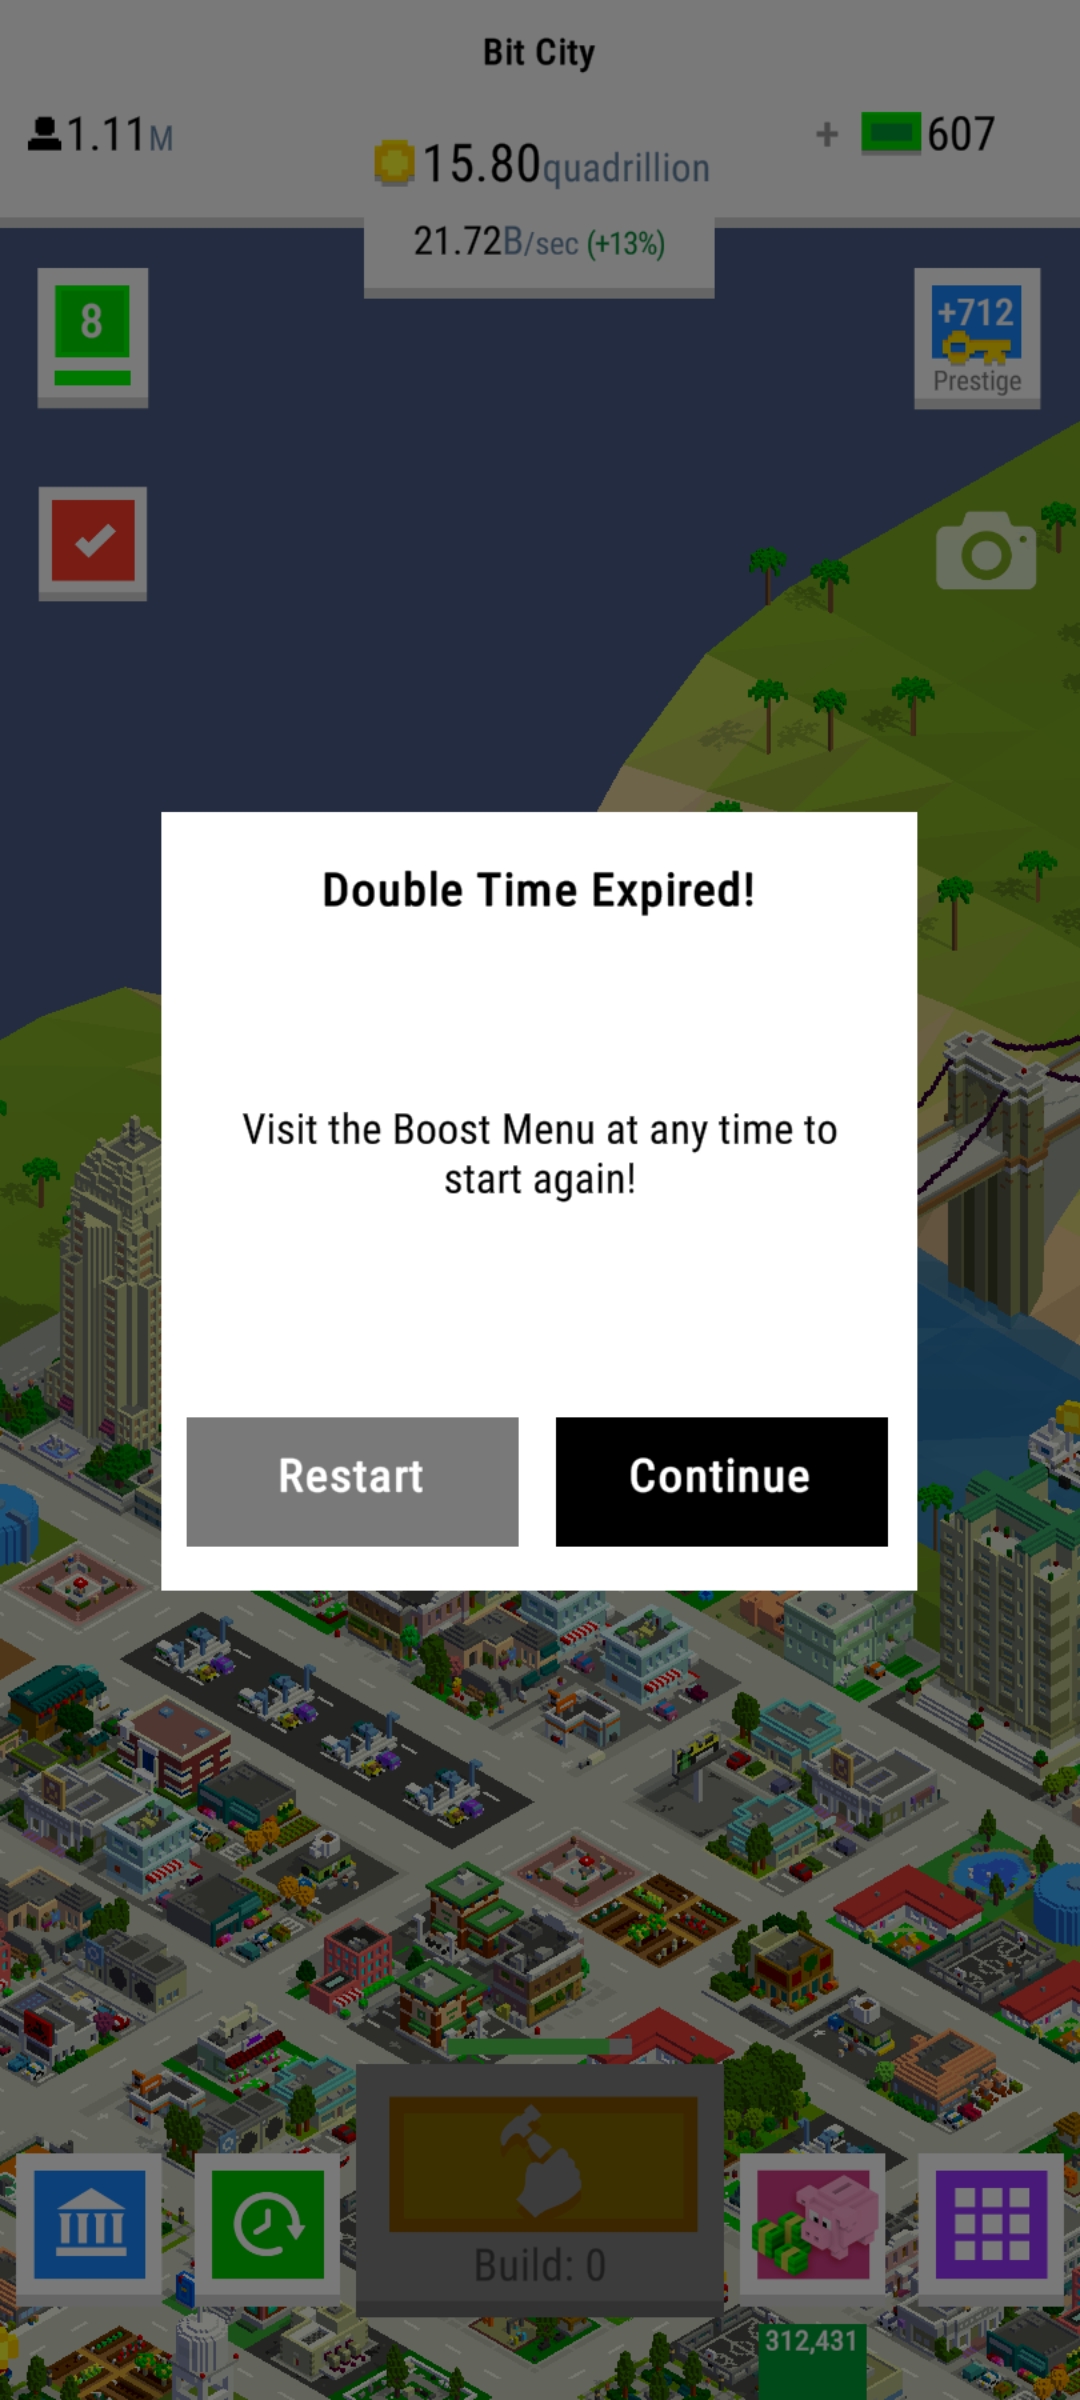 Bit City
1.11M
15.80quadrillion
+ 607
21.72B/sec (+13%)
8
+712
Prestige
Double Time Expired!
Visit the Boost Menu at any time to
start again!
Restart
Continue
Build: 0
312,431